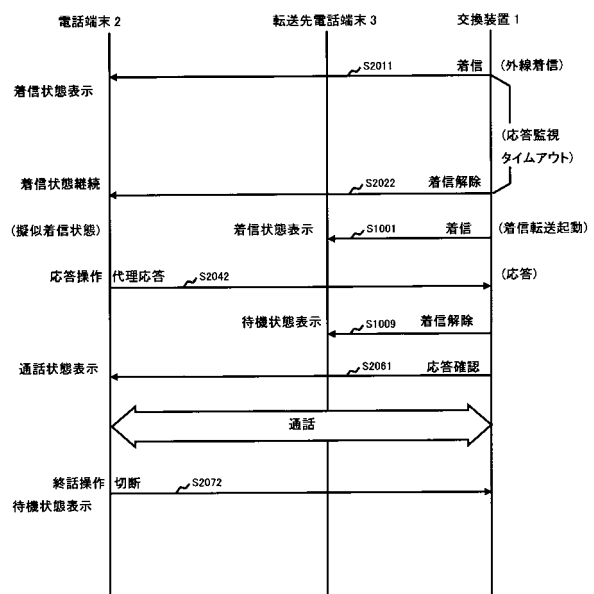 電話端末 2 転送先電話端末 3 交換装置 1
S2011 着信 (外線着信)
着信状態表示
(応答監視
タイムアウト)
着信状態継続 S2022 着信解除
(擬似着信状態) 着信状態表示 S1001 着信 (着信転送起動)
応答操作 代理応答 S2042 (応答)
待機状態表示 S1009 着信解除
通話状態表示 S2061 応答確認
通話
終話操作 切断 S2072
待機状態表示